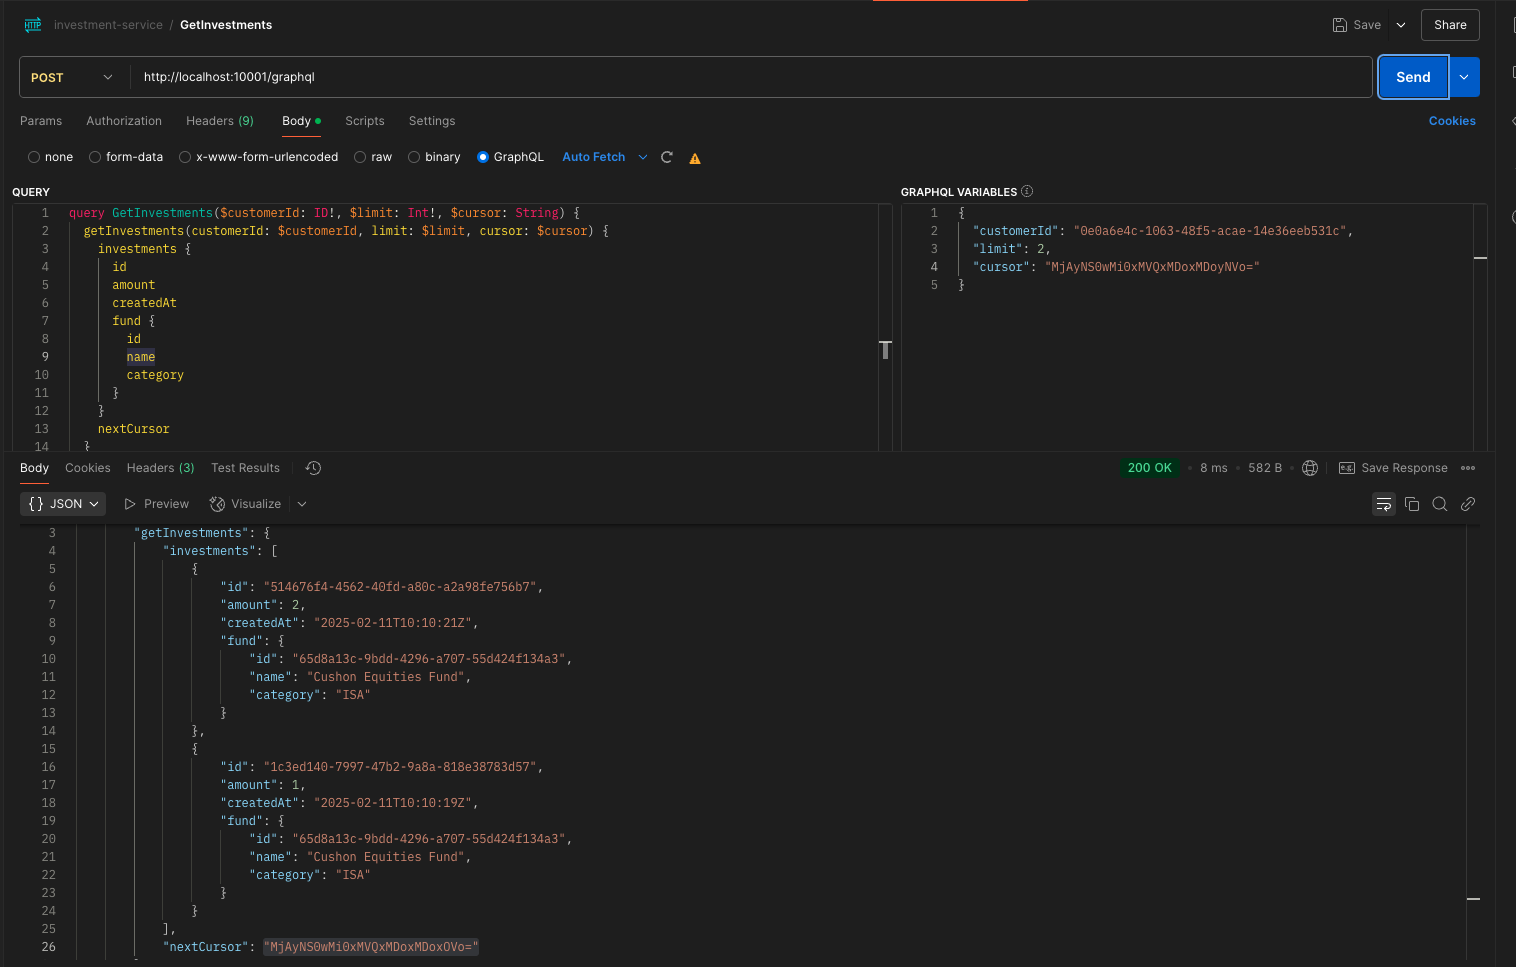 HTTP investment-service / GetInvestments Save Share
POST http://localhost:10001/graphql Send
Params Authorization Headers (9) Body Scripts Settings Cookies
none form-data x-www-form-urlencoded raw binary GraphQL Auto Fetch
QUERY
1 query GetInvestments($customerId: ID!, $limit: Int!, $cursor: String) {
2 getInvestments(customerId: $customerId, limit: $limit, cursor: $cursor) {
3 investments {
4 id
5 amount
6 createdAt
7 fund {
8 id
9 name
10 category
11 }
12 }
13 nextCursor
14 }
GRAPHQL VARIABLES
1 {
2 "customerId": "0e0a6e4c-1063-48f5-acae-14e36eeb531c",
3 "limit": 2,
4 "cursor": "MjAyNS0wMi0xMVQxMDoxMDoyNVo="
5 }
Body Cookies Headers (3) Test Results 200 OK • 8 ms • 582 B • e.g. Save Response
{} JSON Preview Visualize
3 "getInvestments": {
4 "investments": [
5 {
6 "id": "514676f4-4562-40fd-a80c-a2a98fe756b7",
7 "amount": 2,
8 "createdAt": "2025-02-11T10:10:21Z",
9 "fund": {
10 "id": "65d8a13c-9bdd-4296-a707-55d424f134a3",
11 "name": "Cushon Equities Fund",
12 "category": "ISA"
13 }
14 },
15 {
16 "id": "1c3ed140-7997-47b2-9a8a-818e38783d57",
17 "amount": 1,
18 "createdAt": "2025-02-11T10:10:19Z",
19 "fund": {
20 "id": "65d8a13c-9bdd-4296-a707-55d424f134a3",
21 "name": "Cushon Equities Fund",
22 "category": "ISA"
23 }
24 }
25 ],
26 "nextCursor": "MjAyNS0wMi0xMVQxMDoxMDoxOVo="